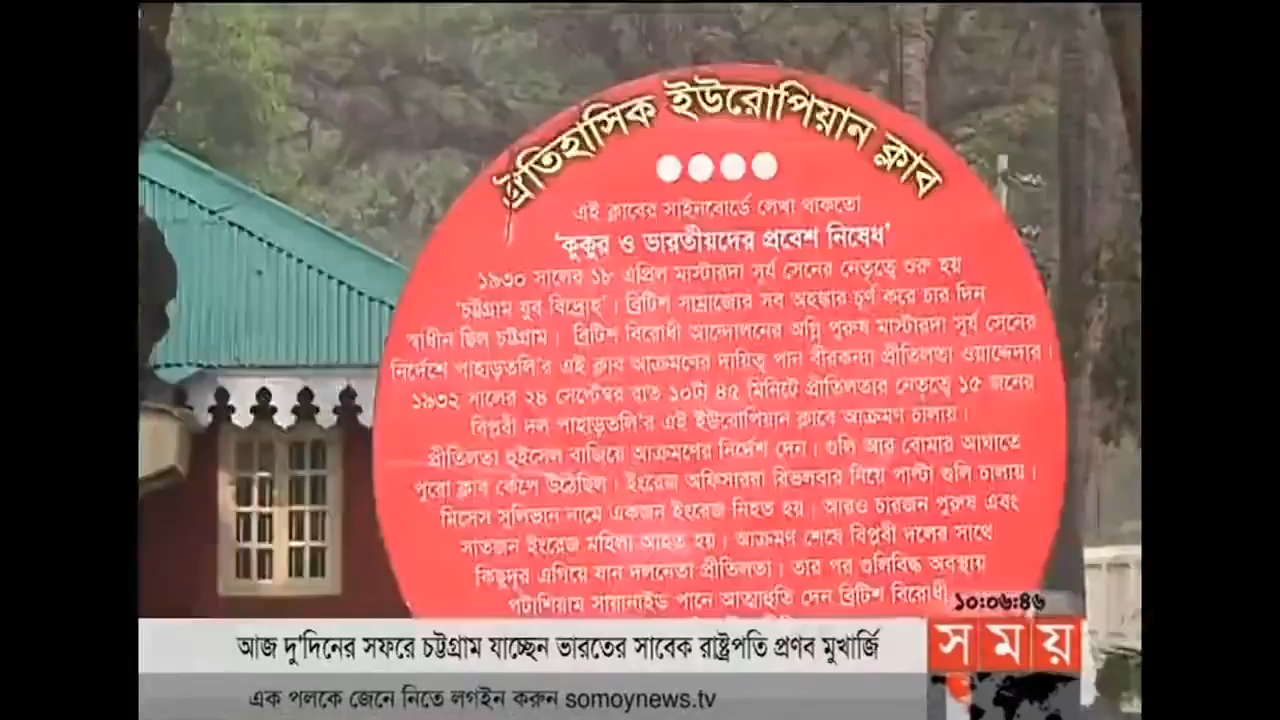 ঐতিহাসিক ইউরোপিয়ান ক্লাব
এই ক্লাবের সাইনবোর্ডে লেখা থাকতো
'কুকুর ও ভারতীয়দের প্রবেশ নিষেধ'
১৯৩০ সালের ১৮ এপ্রিল মাস্টারদা সূর্য সেনের নেতৃত্বে শুরু হয়
'চট্টগ্রাম যুব বিদ্রোহ'। ব্রিটিশ সাম্রাজ্যের সব অহঙ্কার চূর্ণ করে চার দিন
স্বাধীন ছিল চট্টগ্রাম। ব্রিটিশ বিরোধী আন্দোলনের অগ্নি পুরুষ মাস্টারদা সূর্য সেনের
নির্দেশে পাহাড়তলি'র এই ক্লাব আক্রমণের দায়িত্ব পান বীরকন্যা প্রীতিলতা ওয়াদ্দেদার।
১৯৩২ সালের ২৪ সেপ্টেম্বর রাত ১০টা ৪৫ মিনিটে প্রীতিলতার নেতৃত্বে ১৫ জনের
বিপ্লবী দল পাহাড়তলি'র এই ইউরোপিয়ান ক্লাবে আক্রমণ চালায়।
প্রীতিলতা হুইসেল বাজিয়ে আক্রমণের নির্দেশ দেন। গুলি আর বোমার আঘাতে
পুরো ক্লাব কেঁপে উঠেছিল। ইংরেজ অফিসাররা রিভলবার নিয়ে পাল্টা গুলি চালায়।
মিসেস সুলিভান নামে একজন ইংরেজ নিহত হয়। আরও চারজন পুরুষ এবং
সাতজন ইংরেজ মহিলা আহত হয়। আক্রমণ শেষে বিপ্লবী দলের সাথে
কিছুদূর এগিয়ে যান দলনেতা প্রীতিলতা। তার পর গুলিবিদ্ধ অবস্থায়
পটাশিয়াম সায়ানাইড পানে আত্মাহুতি দেন ব্রিটিশ বিরোধী
১০:০৬:৪৬
আজ দু'দিনের সফরে চট্টগ্রাম যাচ্ছেন ভারতের সাবেক রাষ্ট্রপতি প্রণব মুখার্জি
সময়
এক পলকে জেনে নিতে লগইন করুন somoynews.tv